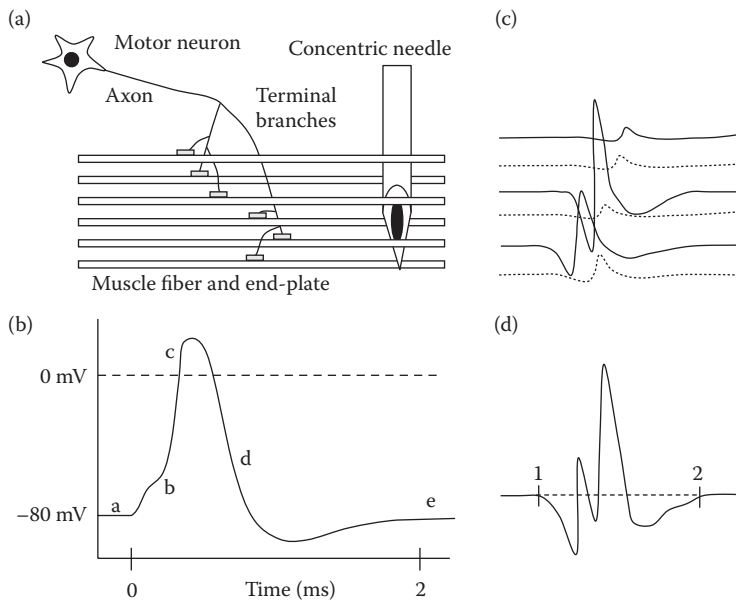 (a)
Motor neuron
Concentric needle
Axon
Terminal
branches
Muscle fiber and end-plate
(b)
0 mV
−80 mV
a
b
c
d
e
0
Time (ms)
2
(c)
(d)
1
2